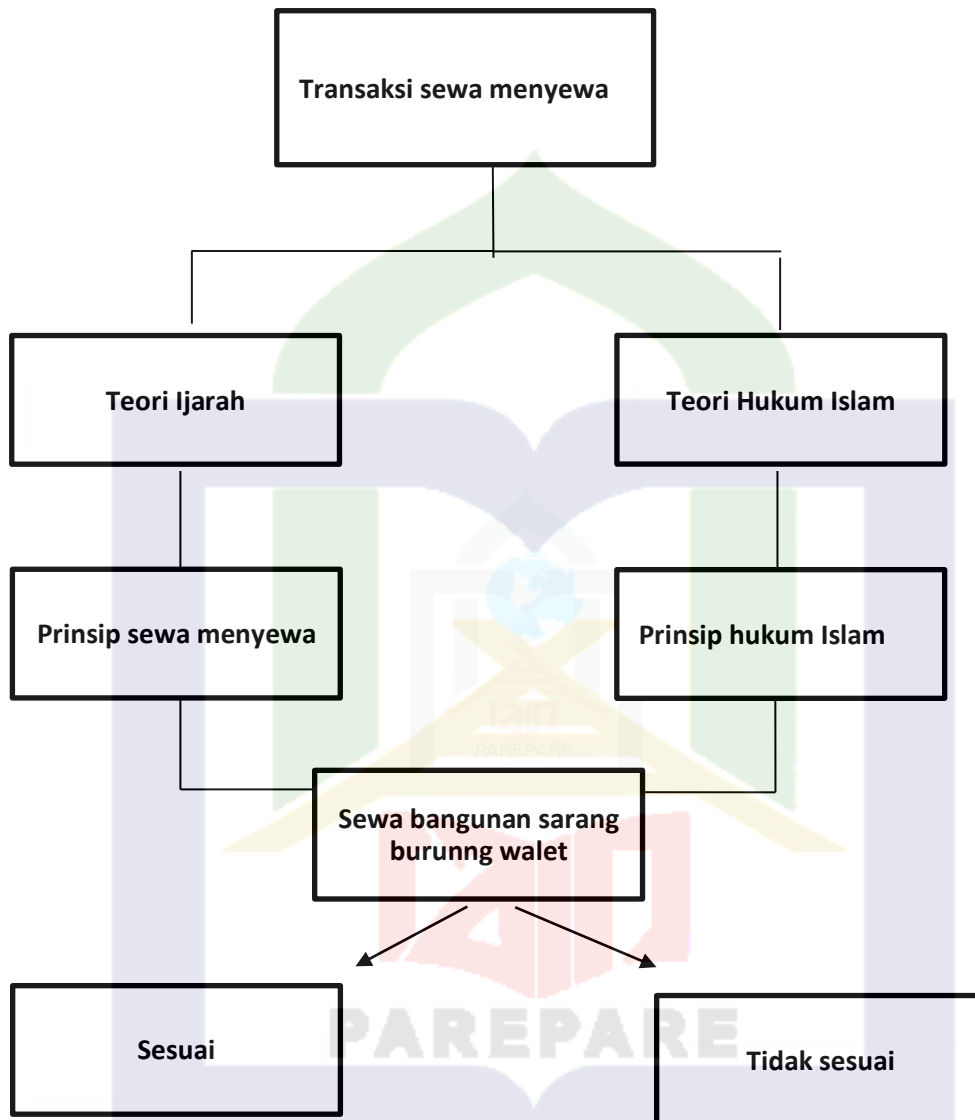 Transaksi sewa menyewa
Teori Ijarah
Teori Hukum Islam
Prinsip sewa menyewa
Prinsip hukum Islam
PAREPARE
Sewa bangunan sarang
burunng walet
Sesuai
Tidak sesuai
PAREPARE